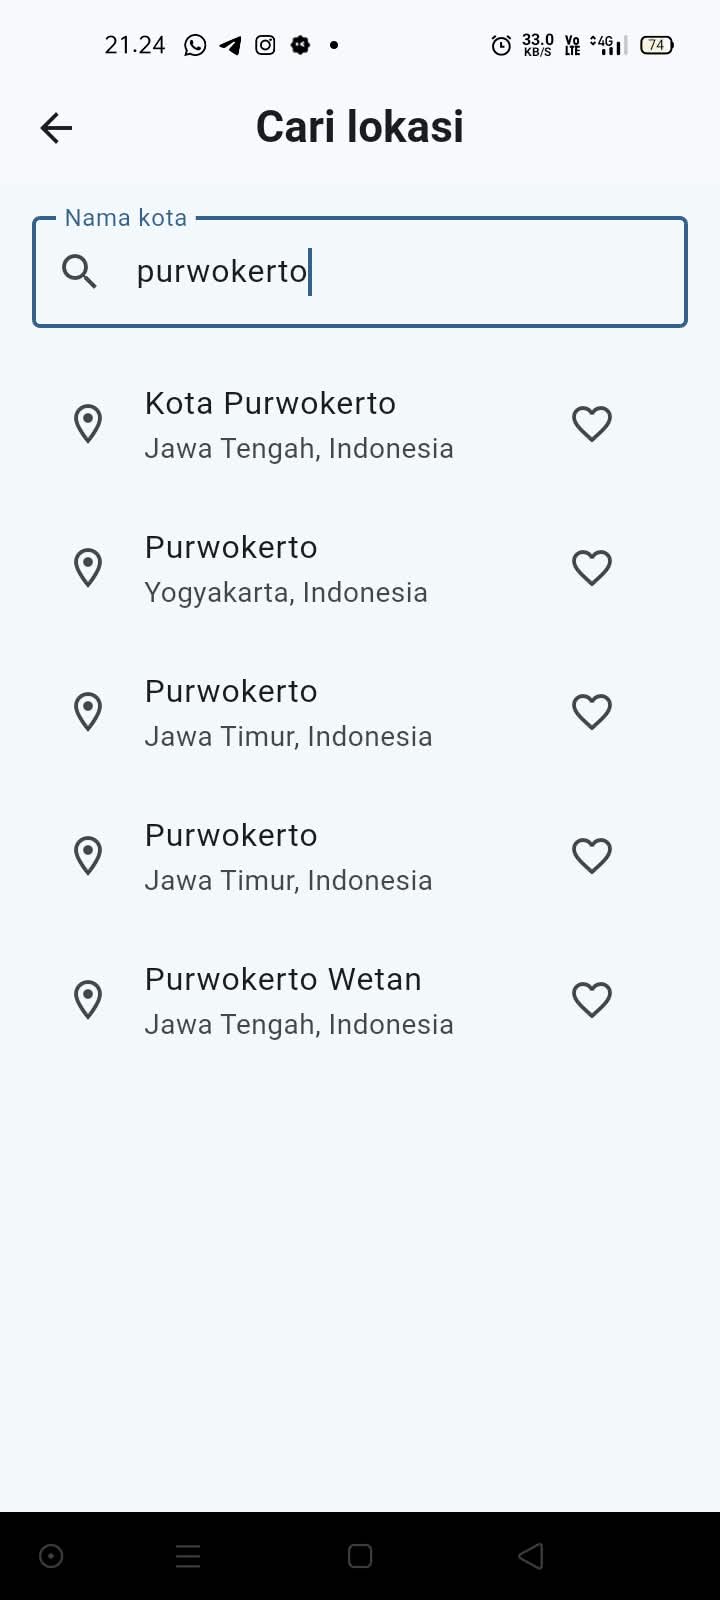 21.24 33.0 KB/S Vo LTE 4G 74
Cari lokasi
Nama kota
purwokerto
Kota Purwokerto
Jawa Tengah, Indonesia
Purwokerto
Yogyakarta, Indonesia
Purwokerto
Jawa Timur, Indonesia
Purwokerto
Jawa Timur, Indonesia
Purwokerto Wetan
Jawa Tengah, Indonesia